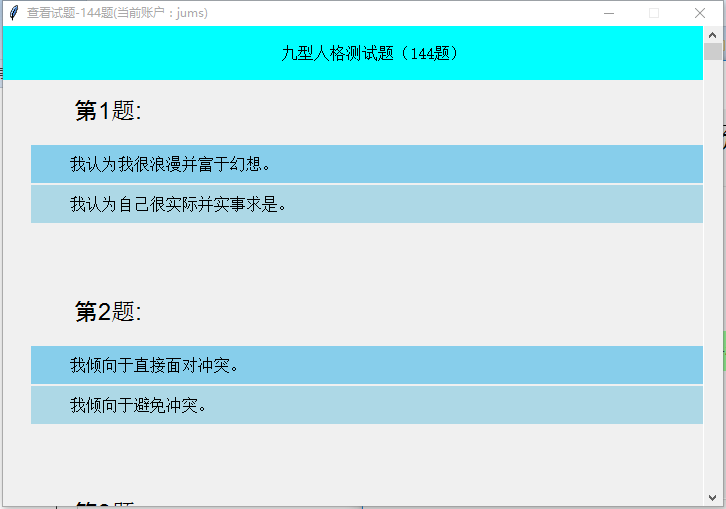 查看试题-144题(当前账户：jums)
九型人格测试题（144题）
第1题:
我认为我很浪漫并富于幻想。
我认为自己很实际并实事求是。
第2题:
我倾向于直接面对冲突。
我倾向于避免冲突。